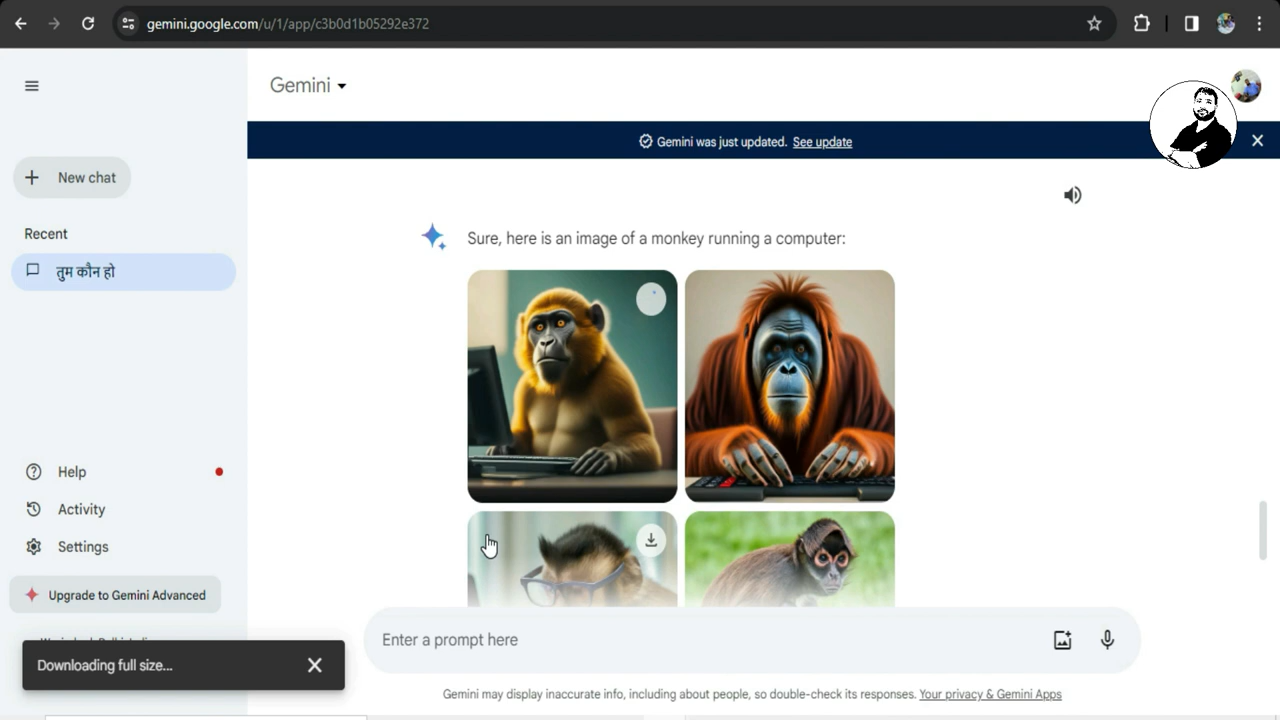 gemini.google.com/u/1/app/c3b0d1b05292e372
Gemini
Gemini was just updated. See update
New chat
Recent
तुम कौन हो
Sure, here is an image of a monkey running a computer:
Help
Activity
Settings
Upgrade to Gemini Advanced
Downloading full size...
Enter a prompt here
Gemini may display inaccurate info, including about people, so double-check its responses. Your privacy & Gemini Apps